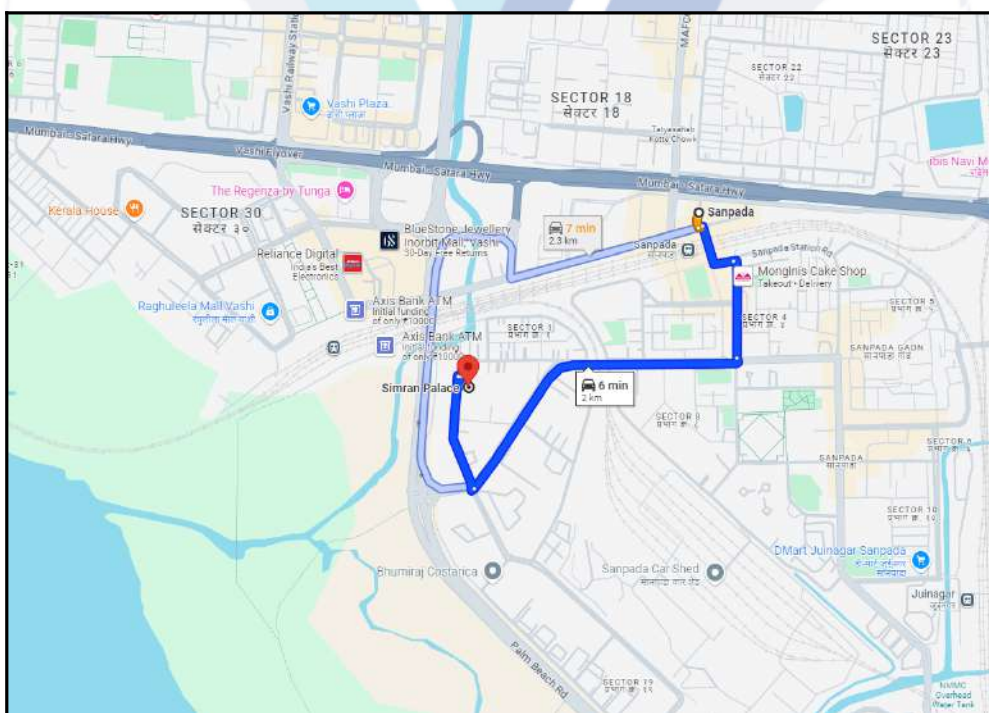 SECTOR 23
सेक्टर 23
SECTOR 22
सेक्टर 22
MAFCO
Vashi Railway Stati
Vashi Plaza
SECTOR 18
सेक्टर 18
Mumbai - Satara Hwy
Vashi Flyover
Mumbai - Satara Hwy
Mumbai - Satara Hwy
ibis Navi M
The Regenza by Tunga
Kerala House
SECTOR 30
सेक्टर ३०
BlueStone Jewellery
Inorbit Mall, Vashi
30-Day Free Returns
7 min
2.3 km
Sanpada
Sanpada
Sanpada Station Rd
Reliance Digital
India's Best
Electronics
Monginis Cake Shop
Takeout • Delivery
Raghuleela Mall Vashi
Axis Bank ATM
Initial funding
of only ₹10000
Axis Bank ATM
Initial funding
of only ₹10000
SECTOR 1
SECTOR 4
SECTOR 5
SANPADA GAON
सानपाडा गाव
Simran Palace
6 min
2 km
SECTOR 8
SANPADA
सानपाडा
SECTOR 10
DMart Juinagar Sanpada
Bhumiraj Costarica
Sanpada Car Shed
Juinagar
जुईनगर
Palm Beach Rd
SECTOR 19
NMMC
Overhead
Water Tank